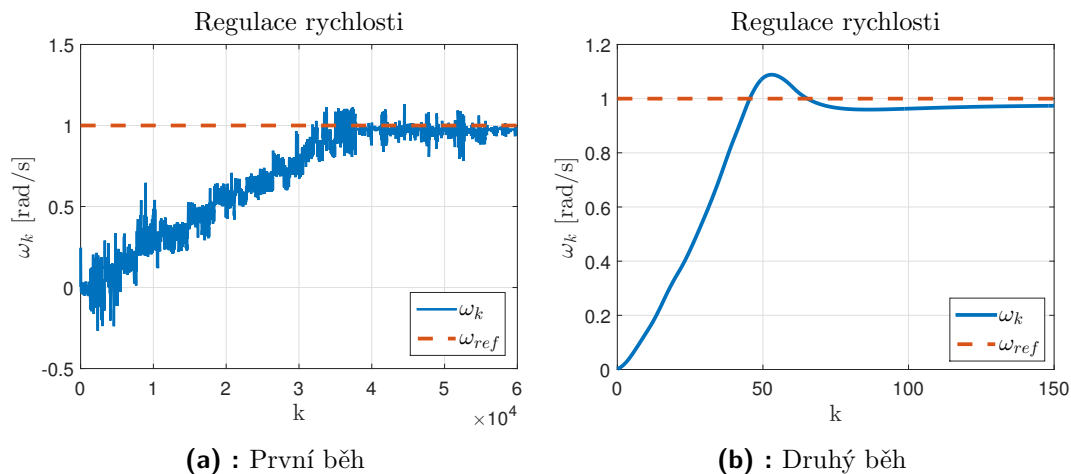 Regulace rychlosti
1.5
1
0.5
0
-0.5
ω_k [rad/s]
0 1 2 3 4 5 6
×10^4
k
ω_k
ω_ref
(a) : První běh
Regulace rychlosti
1.2
1
0.8
0.6
0.4
0.2
0
ω_k [rad/s]
0 50 100 150
k
ω_k
ω_ref
(b) : Druhý běh